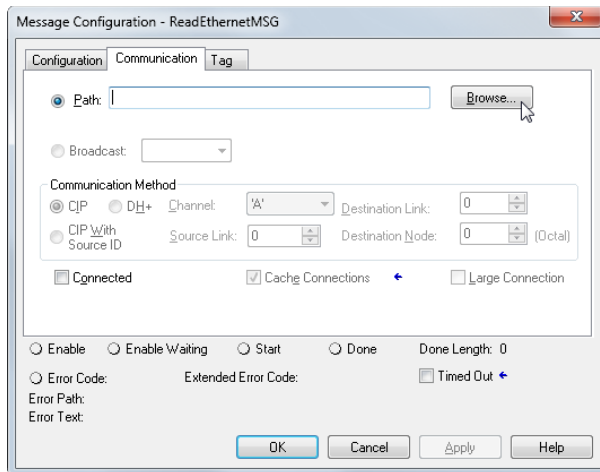 Message Configuration - ReadEthernetMSG
Configuration Communication Tag
Path: Browse...
Broadcast:
Communication Method
CIP DH+ Channel: 'A' Destination Link: 0
CIP With Source ID Source Link: 0 Destination Node: 0 (Octal)
Connected Cache Connections Large Connection
Enable Enable Waiting Start Done Done Length: 0
Error Code: Extended Error Code: Timed Out
Error Path:
Error Text:
OK Cancel Apply Help